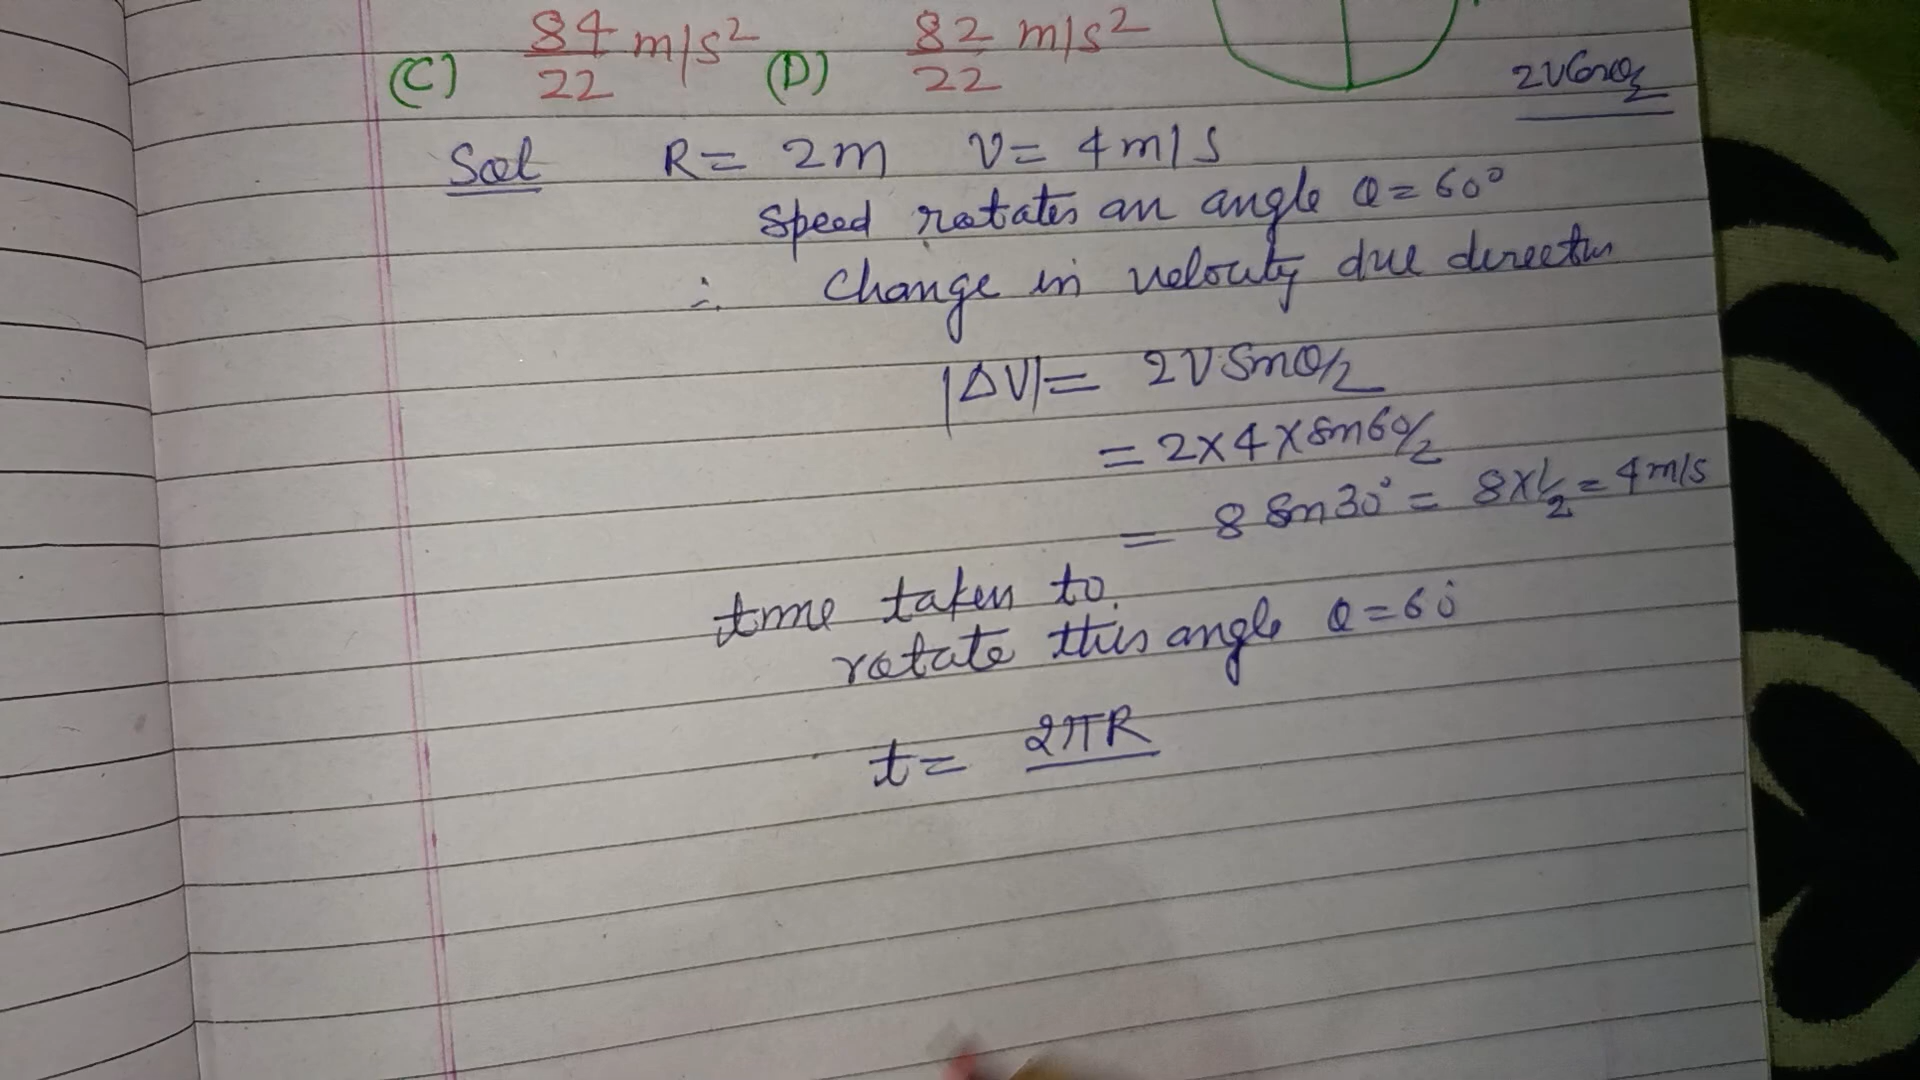 (C) 84/22 m/s² (D) 82/22 m/s²
2VCosθ/2
Sol R = 2m V = 4m/s
Speed rotates an angle θ = 60°
∴ Change in velocity due direction
|ΔV| = 2VSinθ/2
= 2×4×Sin60/2
= 8 Sin30° = 8×1/2 = 4m/s
time taken to
rotate this angle θ = 60°
t = 2πR